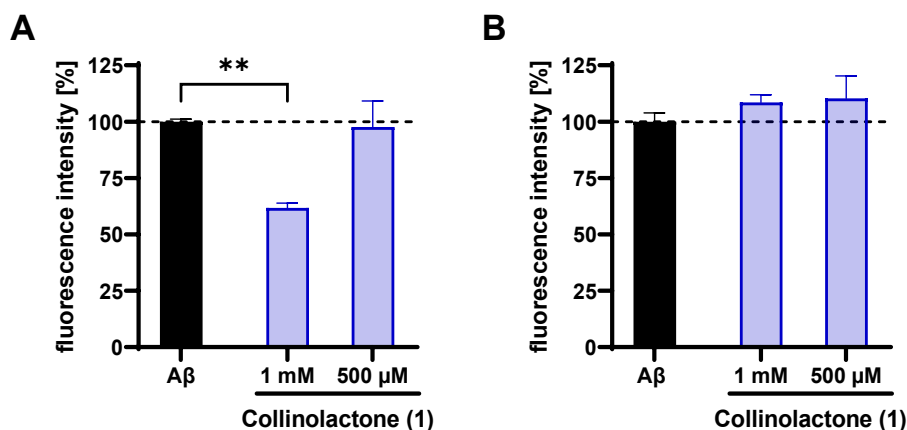 A
fluorescence intensity [%]
125
100
75
50
25
0
**
Aβ
1 mM
500 µM
Collinolactone (1)
B
fluorescence intensity [%]
125
100
75
50
25
0
Aβ
1 mM
500 µM
Collinolactone (1)